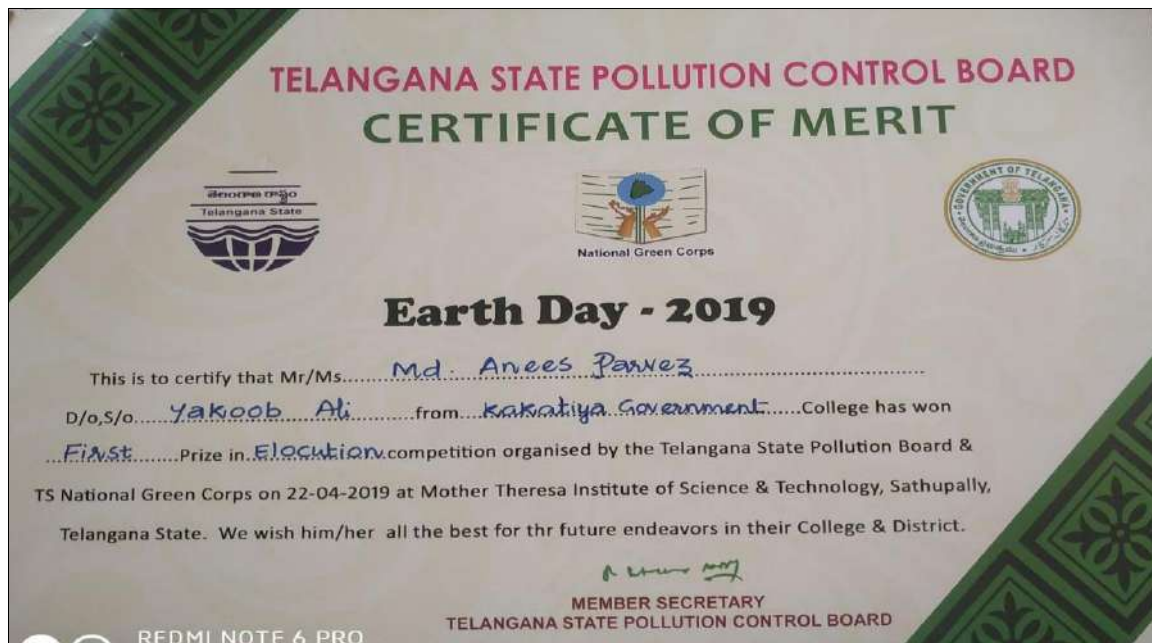 TELANGANA STATE POLLUTION CONTROL BOARD
CERTIFICATE OF MERIT
తెలంగాణ రాష్ట్రం
Telangana State
National Green Corps
GOVERNMENT OF TELANGANA
Earth Day - 2019
This is to certify that Mr/Ms..... Md. Anees Parvez
D/o,S/o..... Yakoob Ali .....from.... Kakatiya Government.....College has won
...First......Prize in..Elocution.competition organised by the Telangana State Pollution Board &
TS National Green Corps on 22-04-2019 at Mother Theresa Institute of Science & Technology, Sathupally,
Telangana State. We wish him/her all the best for thr future endeavors in their College & District.
MEMBER SECRETARY
TELANGANA STATE POLLUTION CONTROL BOARD
REDMI NOTE 6 PRO